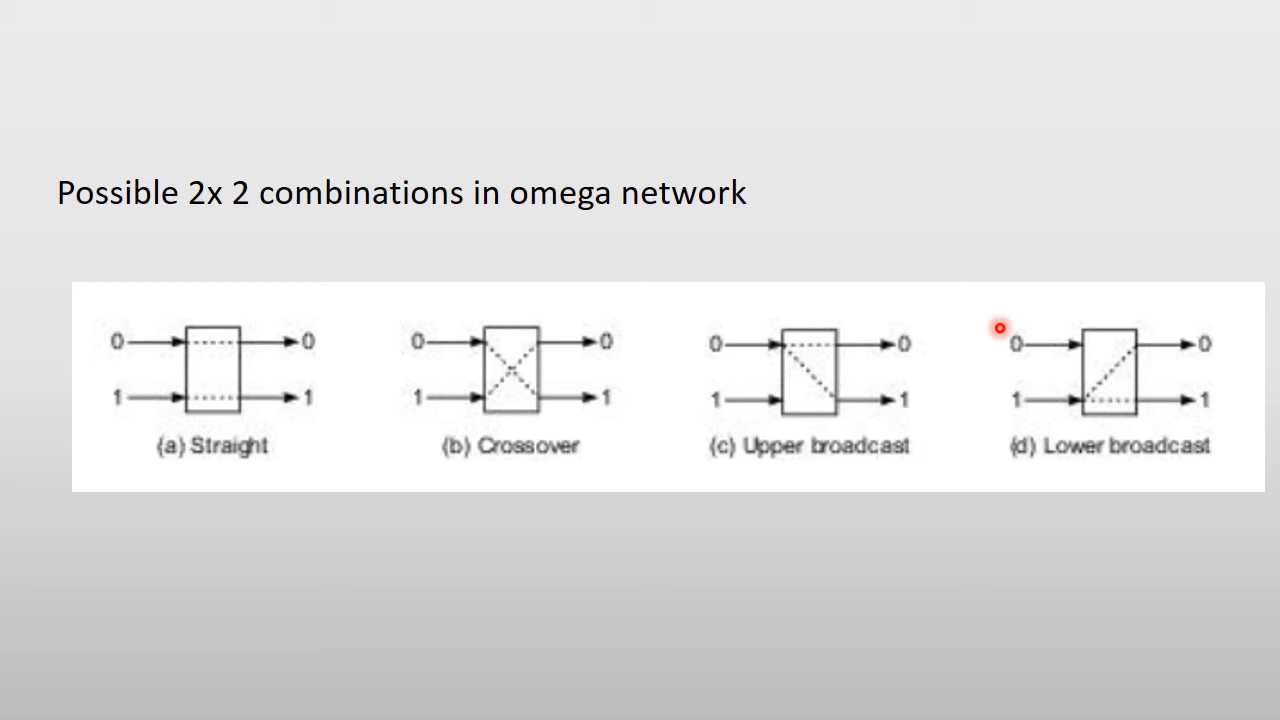 Possible 2x 2 combinations in omega network
0 0 0 0 0 0 0 0
1 1 1 1 1 1 1 1
(a) Straight (b) Crossover (c) Upper broadcast (d) Lower broadcast